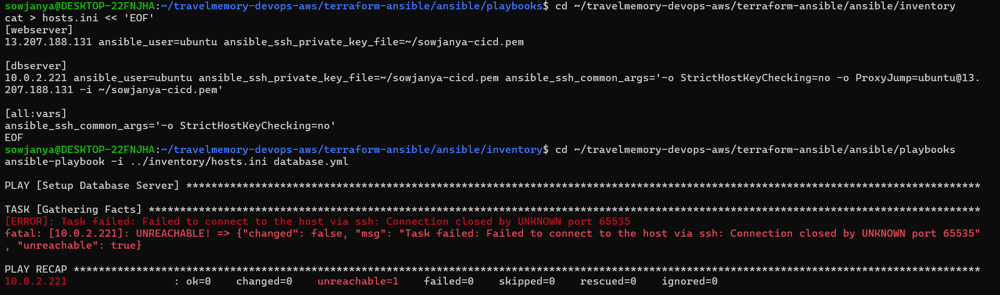 sowjanya@DESKTOP-22FNJHA:~/travelmemory-devops-aws/terraform-ansible/ansible/playbooks$ cd ~/travelmemory-devops-aws/terraform-ansible/ansible/inventory
cat > hosts.ini << 'EOF'
[webserver]
13.207.188.131 ansible_user=ubuntu ansible_ssh_private_key_file=~/sowjanya-cicd.pem

[dbserver]
10.0.2.221 ansible_user=ubuntu ansible_ssh_private_key_file=~/sowjanya-cicd.pem ansible_ssh_common_args='-o StrictHostKeyChecking=no -o ProxyJump=ubuntu@13.
207.188.131 -i ~/sowjanya-cicd.pem'

[all:vars]
ansible_ssh_common_args='-o StrictHostKeyChecking=no'
EOF
sowjanya@DESKTOP-22FNJHA:~/travelmemory-devops-aws/terraform-ansible/ansible/inventory$ cd ~/travelmemory-devops-aws/terraform-ansible/ansible/playbooks
ansible-playbook -i ../inventory/hosts.ini database.yml

PLAY [Setup Database Server] *******************************************************************************************************************************

TASK [Gathering Facts] *************************************************************************************************************************************
[ERROR]: Task failed: Failed to connect to the host via ssh: Connection closed by UNKNOWN port 65535
fatal: [10.0.2.221]: UNREACHABLE! => {"changed": false, "msg": "Task failed: Failed to connect to the host via ssh: Connection closed by UNKNOWN port 65535"
, "unreachable": true}

PLAY RECAP *************************************************************************************************************************************************
10.0.2.221                 : ok=0    changed=0    unreachable=1    failed=0    skipped=0    rescued=0    ignored=0